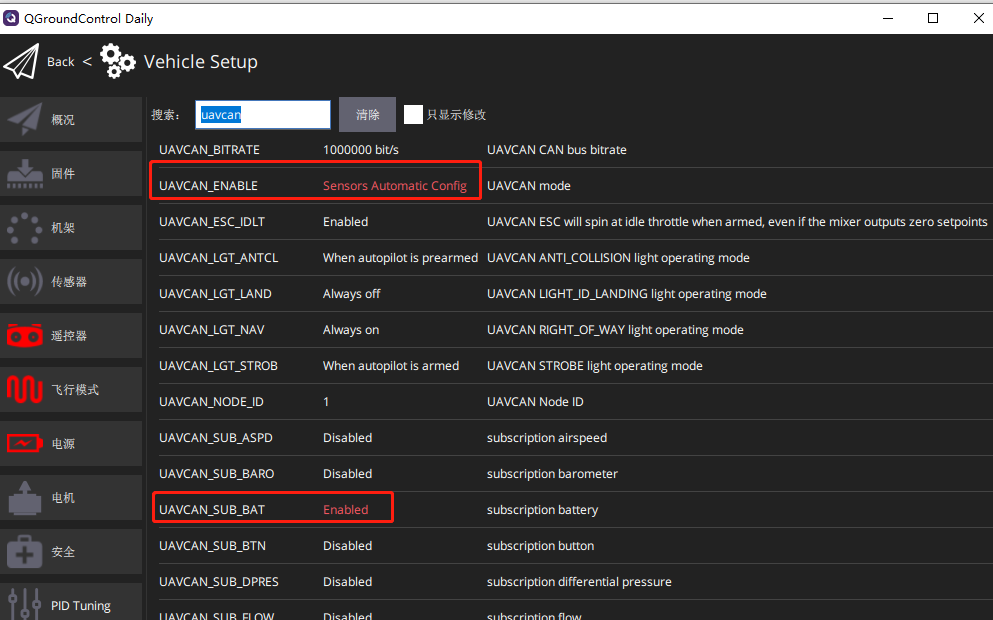 QGroundControl Daily
Back < Vehicle Setup
概况
固件
机架
传感器
遥控器
飞行模式
电源
电机
安全
PID Tuning
搜索： uavcan 清除 只显示修改
UAVCAN_BITRATE 1000000 bit/s UAVCAN CAN bus bitrate
UAVCAN_ENABLE Sensors Automatic Config UAVCAN mode
UAVCAN_ESC_IDLT Enabled UAVCAN ESC will spin at idle throttle when armed, even if the mixer outputs zero setpoints
UAVCAN_LGT_ANTCL When autopilot is prearmed UAVCAN ANTI_COLLISION light operating mode
UAVCAN_LGT_LAND Always off UAVCAN LIGHT_ID_LANDING light operating mode
UAVCAN_LGT_NAV Always on UAVCAN RIGHT_OF_WAY light operating mode
UAVCAN_LGT_STROB When autopilot is armed UAVCAN STROBE light operating mode
UAVCAN_NODE_ID 1 UAVCAN Node ID
UAVCAN_SUB_ASPD Disabled subscription airspeed
UAVCAN_SUB_BARO Disabled subscription barometer
UAVCAN_SUB_BAT Enabled subscription battery
UAVCAN_SUB_BTN Disabled subscription button
UAVCAN_SUB_DPRES Disabled subscription differential pressure
UAVCAN_SUB_FLOW Disabled subscription flow